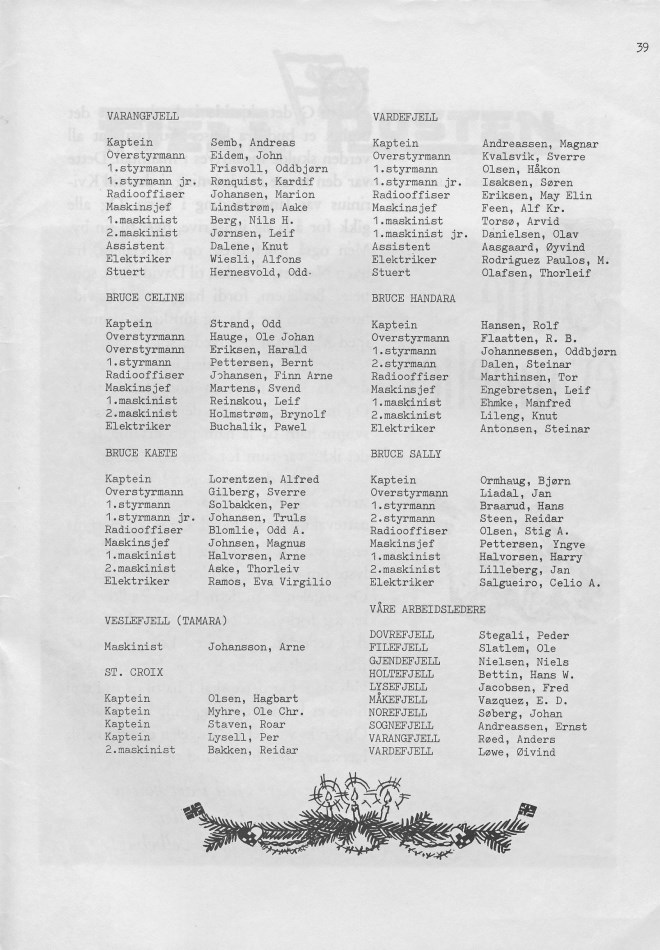 39
VARANGFJELL
Kaptein Semb, Andreas
Overstyrmann Eidem, John
1.styrmann Frisvoll, Oddbjørn
1.styrmann jr. Rønquist, Kardif
Radiooffiser Johansen, Marion
Maskinsjef Lindstrøm, Aake
1.maskinist Berg, Nils H.
2.maskinist Jørnsen, Leif
Assistent Dalene, Knut
Elektriker Wiesli, Alfons
Stuert Hernesvold, Odd
BRUCE CELINE
Kaptein Strand, Odd
Overstyrmann Hauge, Ole Johan
Overstyrmann Eriksen, Harald
1.styrmann Pettersen, Bernt
Radiooffiser Johansen, Finn Arne
Maskinsjef Martens, Svend
1.maskinist Reinskou, Leif
2.maskinist Holmstrøm, Brynolf
Elektriker Buchalik, Pawel
BRUCE KAETE
Kaptein Lorentzen, Alfred
Overstyrmann Gilberg, Sverre
1.styrmann Solbakken, Per
1.styrmann jr. Johansen, Truls
Radiooffiser Blomlie, Odd A.
Maskinsjef Johnsen, Magnus
1.maskinist Halvorsen, Arne
2.maskinist Aske, Thorleiv
Elektriker Ramos, Eva Virgilio
VESLEFJELL (TAMARA)
Maskinist Johansson, Arne
ST. CROIX
Kaptein Olsen, Hagbart
Kaptein Myhre, Ole Chr.
Kaptein Staven, Roar
Kaptein Lysell, Per
2.maskinist Bakken, Reidar
VARDEFJELL
Kaptein Andreassen, Magnar
Overstyrmann Kvalsvik, Sverre
1.styrmann Olsen, Håkon
1.styrmann jr. Isaksen, Søren
Radiooffiser Eriksen, May Elin
Maskinsjef Feen, Alf Kr.
1.maskinist Torsø, Arvid
1.maskinist jr. Danielsen, Olav
Assistent Aasgaard, Øyvind
Elektriker Rodriguez Paulos, M.
Stuert Olafsen, Thorleif
BRUCE HANDARA
Kaptein Hansen, Rolf
Overstyrmann Flaatten, R. B.
1.styrmann Johannessen, Oddbjørn
2.styrmann Dalen, Steinar
Radiooffiser Marthinsen, Tor
Maskinsjef Engebretsen, Leif
1.maskinist Ehmke, Manfred
2.maskinist Lileng, Knut
Elektriker Antonsen, Steinar
BRUCE SALLY
Kaptein Ormhaug, Bjørn
Overstyrmann Liadal, Jan
1.styrmann Braarud, Hans
2.styrmann Steen, Reidar
Radiooffiser Olsen, Stig A.
Maskinsjef Pettersen, Yngve
1.maskinist Halvorsen, Harry
2.maskinist Lilleberg, Jan
Elektriker Salgueiro, Celio A.
VÅRE ARBEIDSLEDERE
DOVREFJELL Stegali, Peder
FILEFJELL Slatlem, Ole
GJENDEFJELL Nielsen, Niels
HOLTEFJELL Bettin, Hans W.
LYSEFJELL Jacobsen, Fred
MÅKEFJELL Vazquez, E. D.
NOREFJELL Søberg, Johan
SOGNEFJELL Andreassen, Ernst
VARANGFJELL Røed, Anders
VARDEFJELL Løwe, Øivind